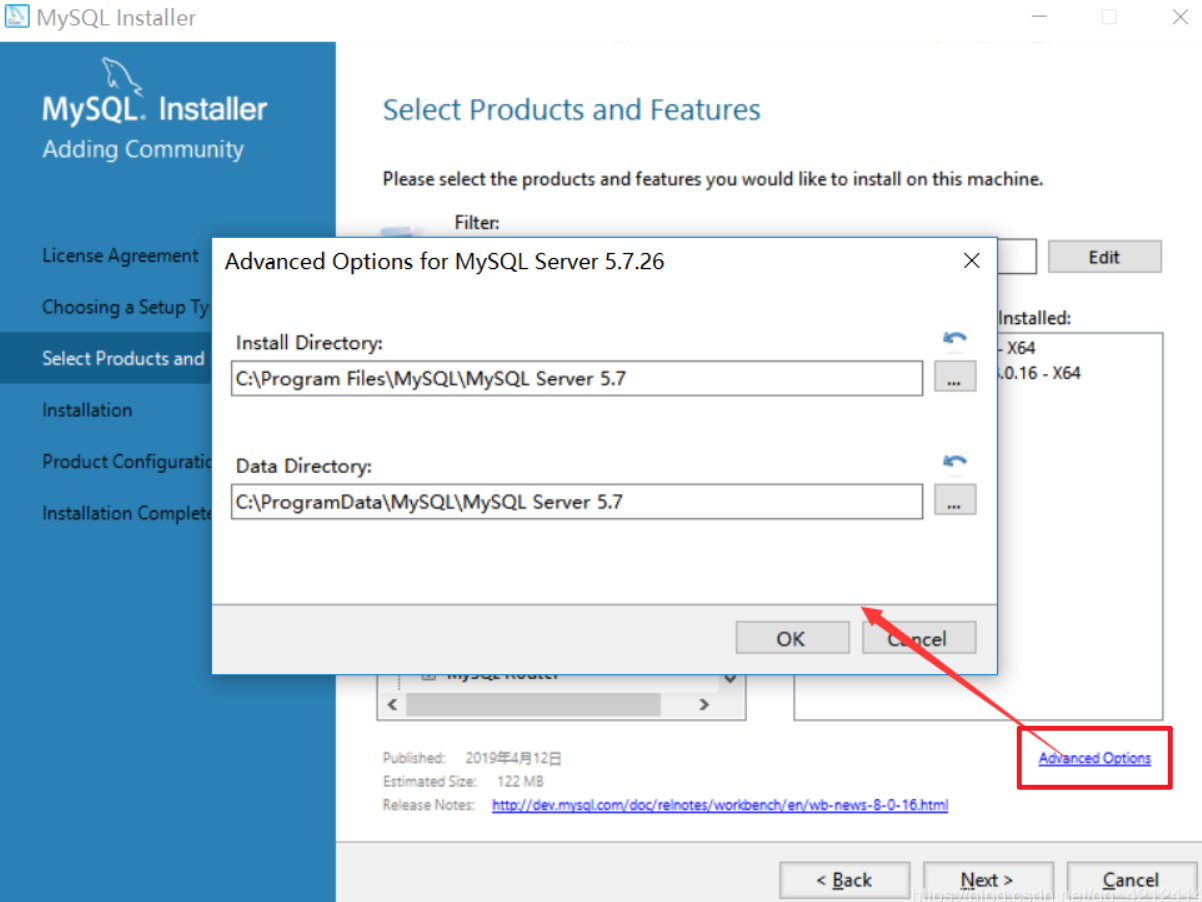 MySQL Installer
MySQL. Installer
Adding Community
License Agreement
Choosing a Setup Ty
Select Products and
Installation
Product Configuratio
Installation Complete
Select Products and Features
Please select the products and features you would like to install on this machine.
Filter:
Edit
Installed:
- X64
.0.16 - X64
Advanced Options for MySQL Server 5.7.26
Install Directory:
C:\Program Files\MySQL\MySQL Server 5.7
...
Data Directory:
C:\ProgramData\MySQL\MySQL Server 5.7
...
OK
Cancel
MySQL Router
Advanced Options
Published: 2019年4月12日
Estimated Size: 122 MB
Release Notes: http://dev.mysql.com/doc/relnotes/workbench/en/wb-news-8-0-16.html
< Back
Next >
Cancel